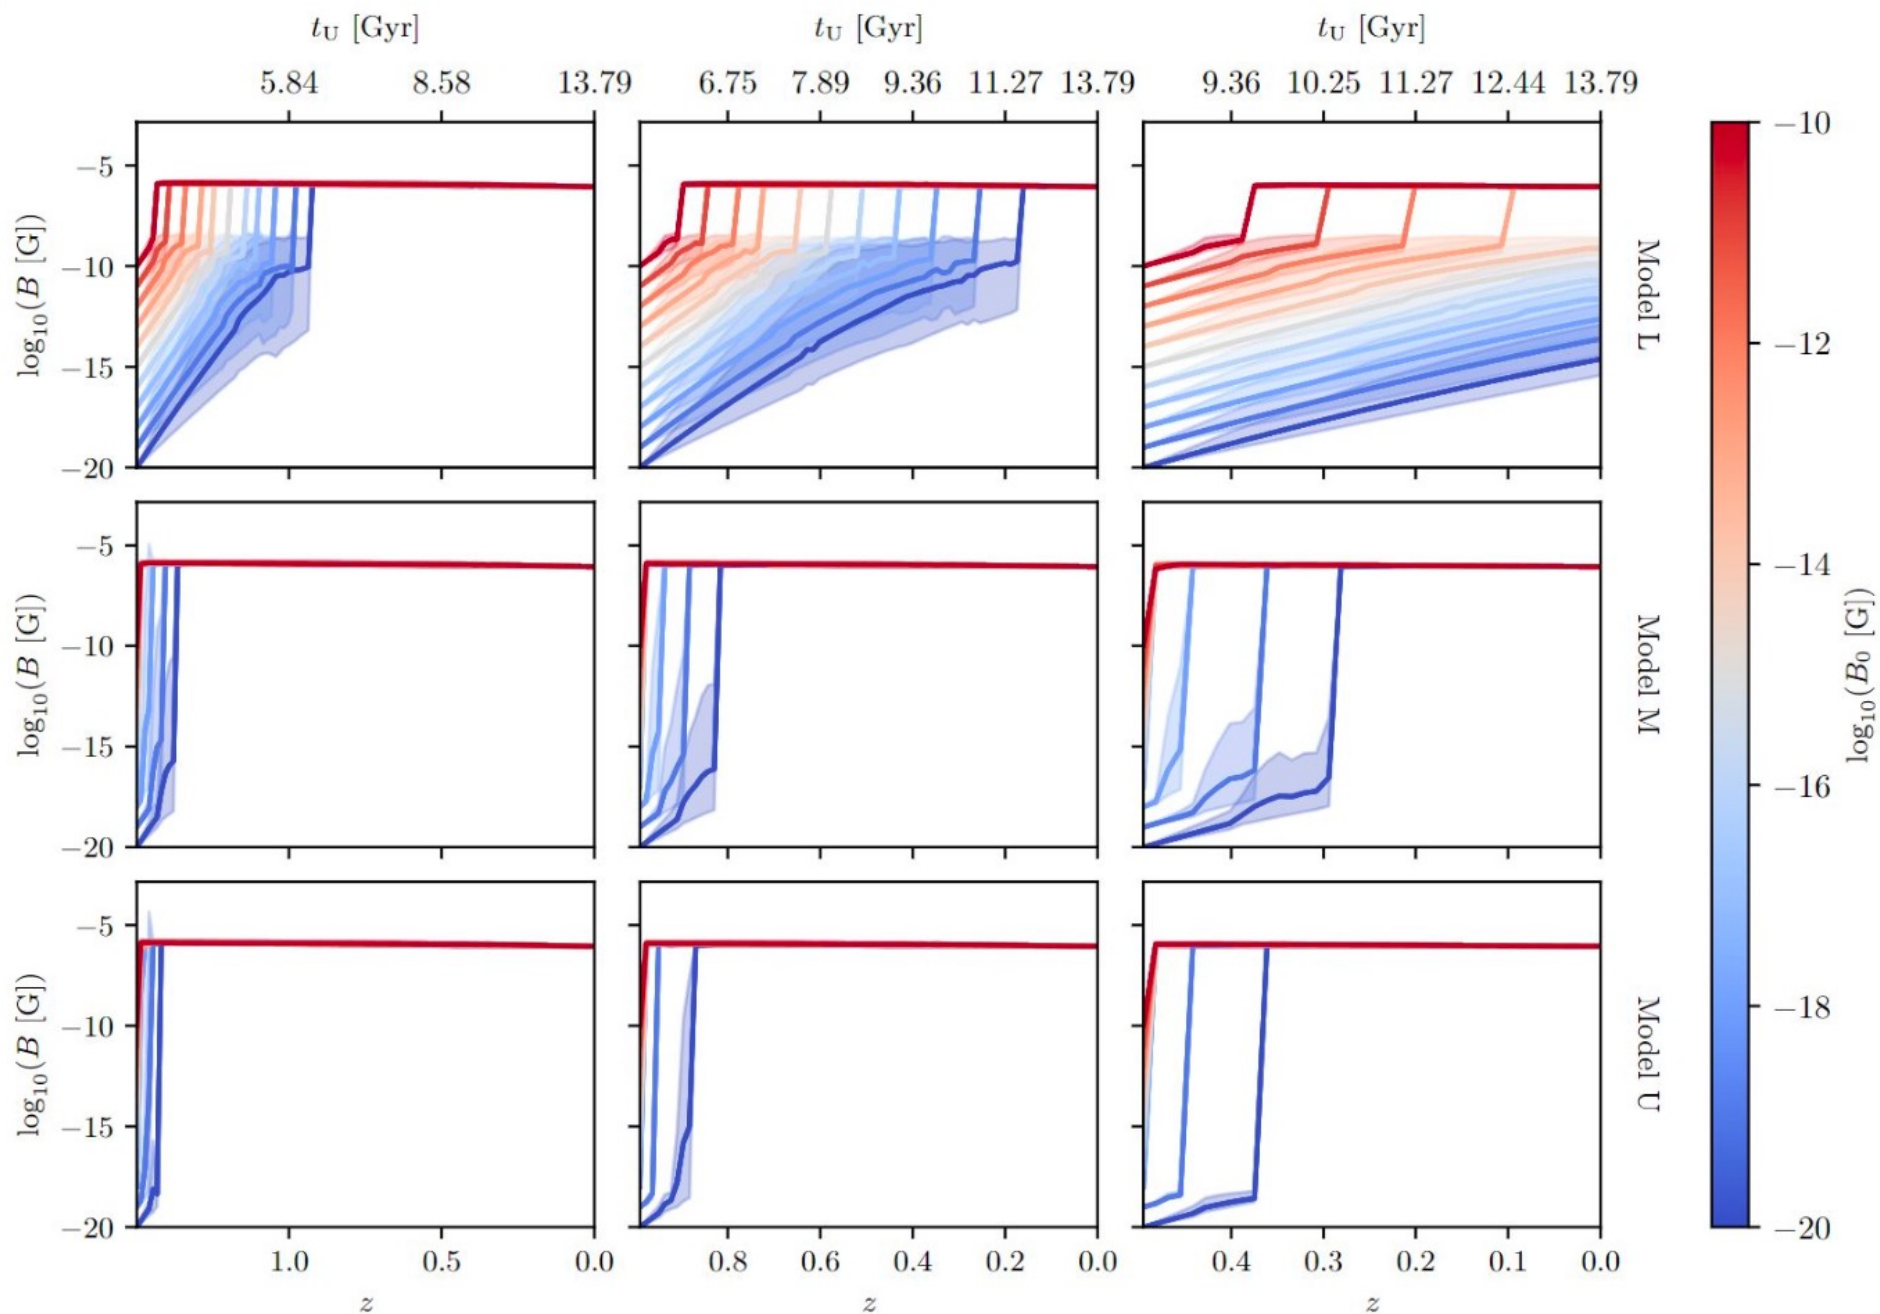 t_U [Gyr] t_U [Gyr] t_U [Gyr]
5.84 8.58 13.79 6.75 7.89 9.36 11.27 13.79 9.36 10.25 11.27 12.44 13.79
−5
−10
−15
−20
log₁₀(B [G])
Model L
−5
−10
−15
−20
log₁₀(B [G])
Model M
−5
−10
−15
−20
log₁₀(B [G])
Model U
1.0 0.5 0.0 0.8 0.6 0.4 0.2 0.0 0.4 0.3 0.2 0.1 0.0
z z z
−10
−12
−14
−16
−18
−20
log₁₀(B₀ [G])